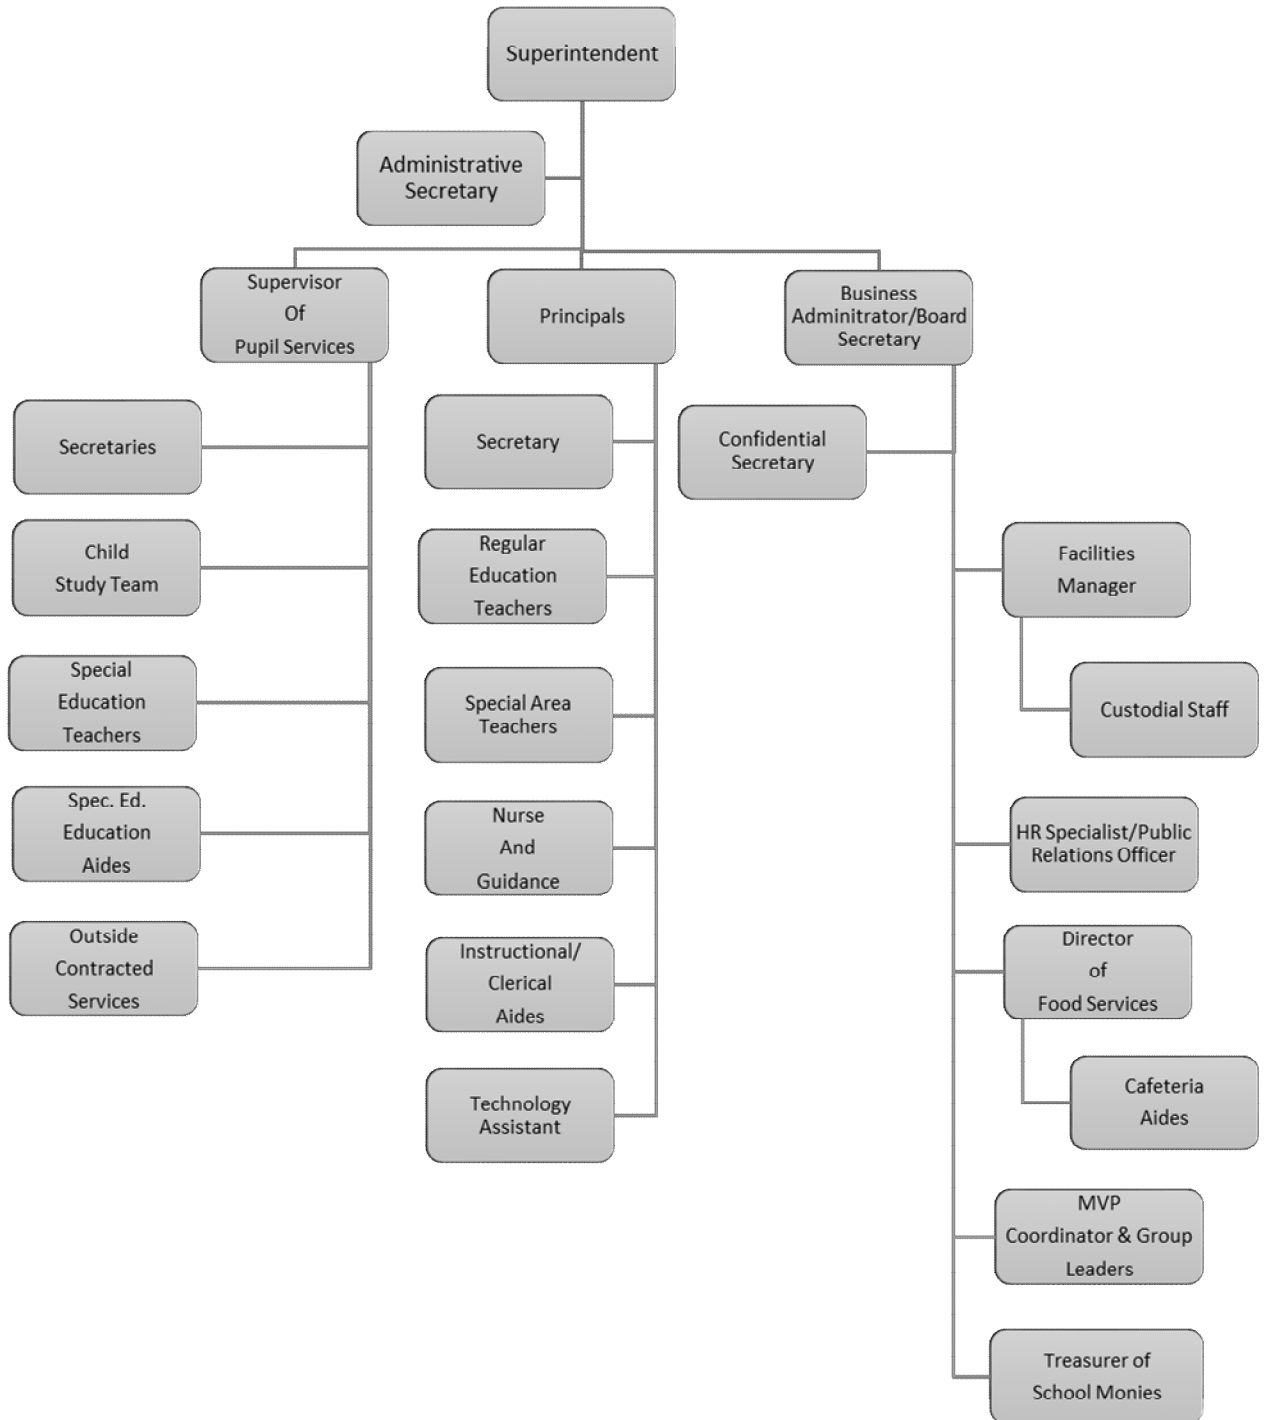 Superintendent
Administrative
Secretary
Supervisor
Of
Pupil Services
Principals
Business
Adminitrator/Board
Secretary
Secretaries
Child
Study Team
Special
Education
Teachers
Spec. Ed.
Education
Aides
Outside
Contracted
Services
Secretary
Regular
Education
Teachers
Special Area
Teachers
Nurse
And
Guidance
Instructional/
Clerical
Aides
Technology
Assistant
Confidential
Secretary
Facilities
Manager
Custodial Staff
HR Specialist/Public
Relations Officer
Director
of
Food Services
Cafeteria
Aides
MVP
Coordinator & Group
Leaders
Treasurer of
School Monies